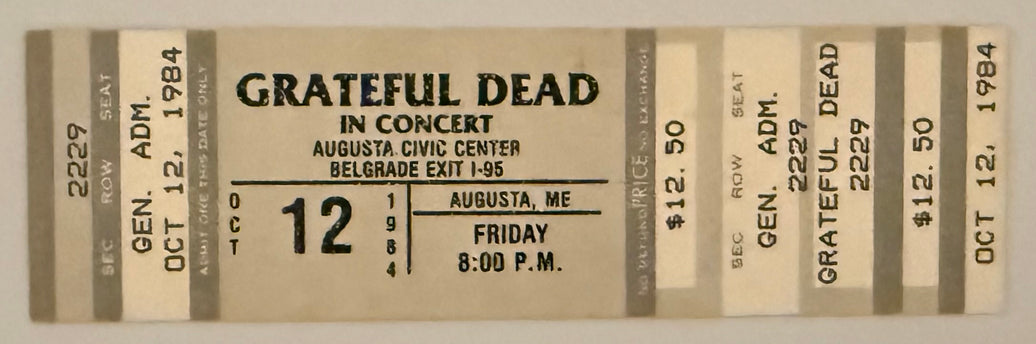 2229
SEC ROW SEAT
GEN. ADM.
OCT 12, 1984
ADMIT ONE THIS DATE ONLY
GRATEFUL DEAD
IN CONCERT
AUGUSTA CIVIC CENTER
BELGRADE EXIT I-95
OCT
12
1984
AUGUSTA, ME
FRIDAY
8:00 P.M.
NO REFUND PRICE NO EXCHANGE
$12.50
SEC ROW SEAT
GEN. ADM.
2229
GRATEFUL DEAD
2229
$12.50
OCT 12, 1984